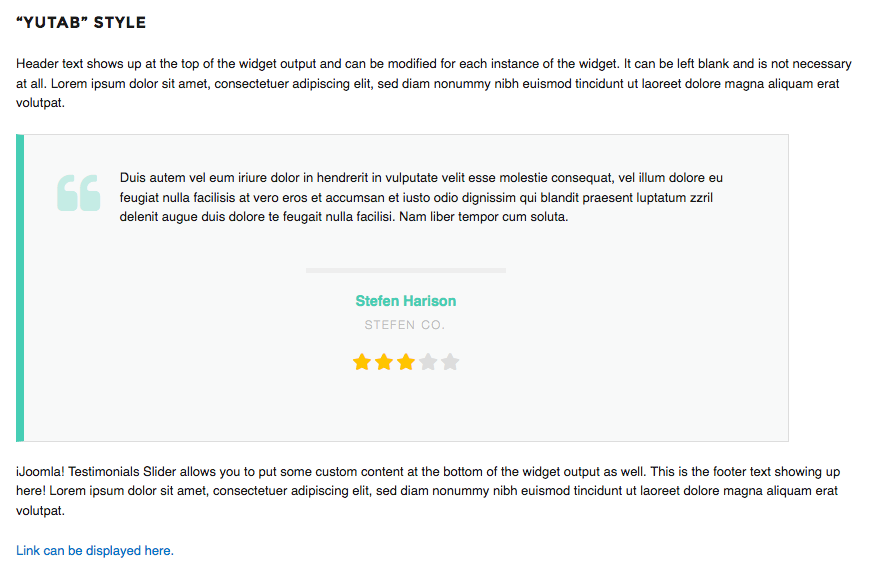 “YUTAB” STYLE
Header text shows up at the top of the widget output and can be modified for each instance of the widget. It can be left blank and is not necessary
at all. Lorem ipsum dolor sit amet, consectetuer adipiscing elit, sed diam nonummy nibh euismod tincidunt ut laoreet dolore magna aliquam erat
volutpat.
Duis autem vel eum iriure dolor in hendrerit in vulputate velit esse molestie consequat, vel illum dolore eu
feugiat nulla facilisis at vero eros et accumsan et iusto odio dignissim qui blandit praesent luptatum zzril
delenit augue duis dolore te feugait nulla facilisi. Nam liber tempor cum soluta.
Stefen Harison
STEFEN CO.
iJoomla! Testimonials Slider allows you to put some custom content at the bottom of the widget output as well. This is the footer text showing up
here! Lorem ipsum dolor sit amet, consectetuer adipiscing elit, sed diam nonummy nibh euismod tincidunt ut laoreet dolore magna aliquam erat
volutpat.
Link can be displayed here.